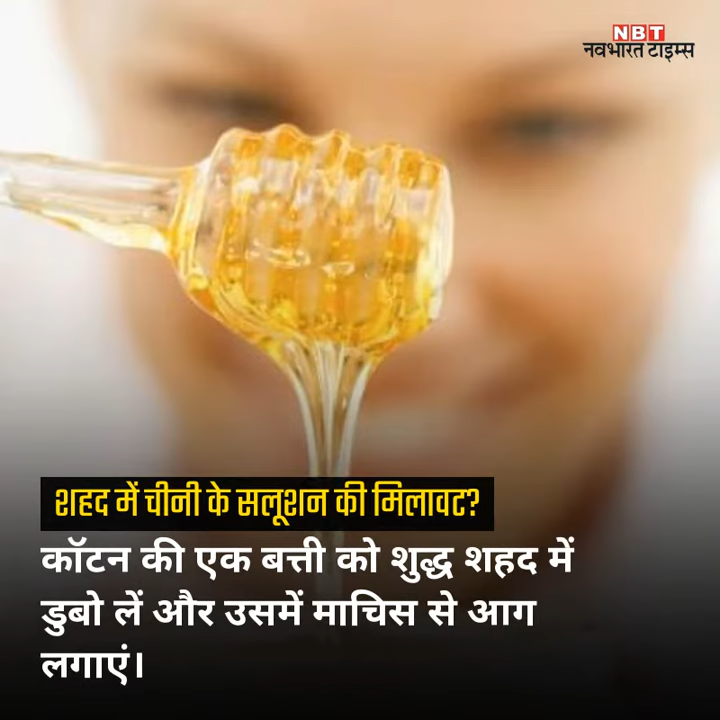 NBT
नवभारत टाइम्स
शहद में चीनी के सलूशन की मिलावट?
कॉटन की एक बत्ती को शुद्ध शहद में
डुबो लें और उसमें माचिस से आग
लगाएं।